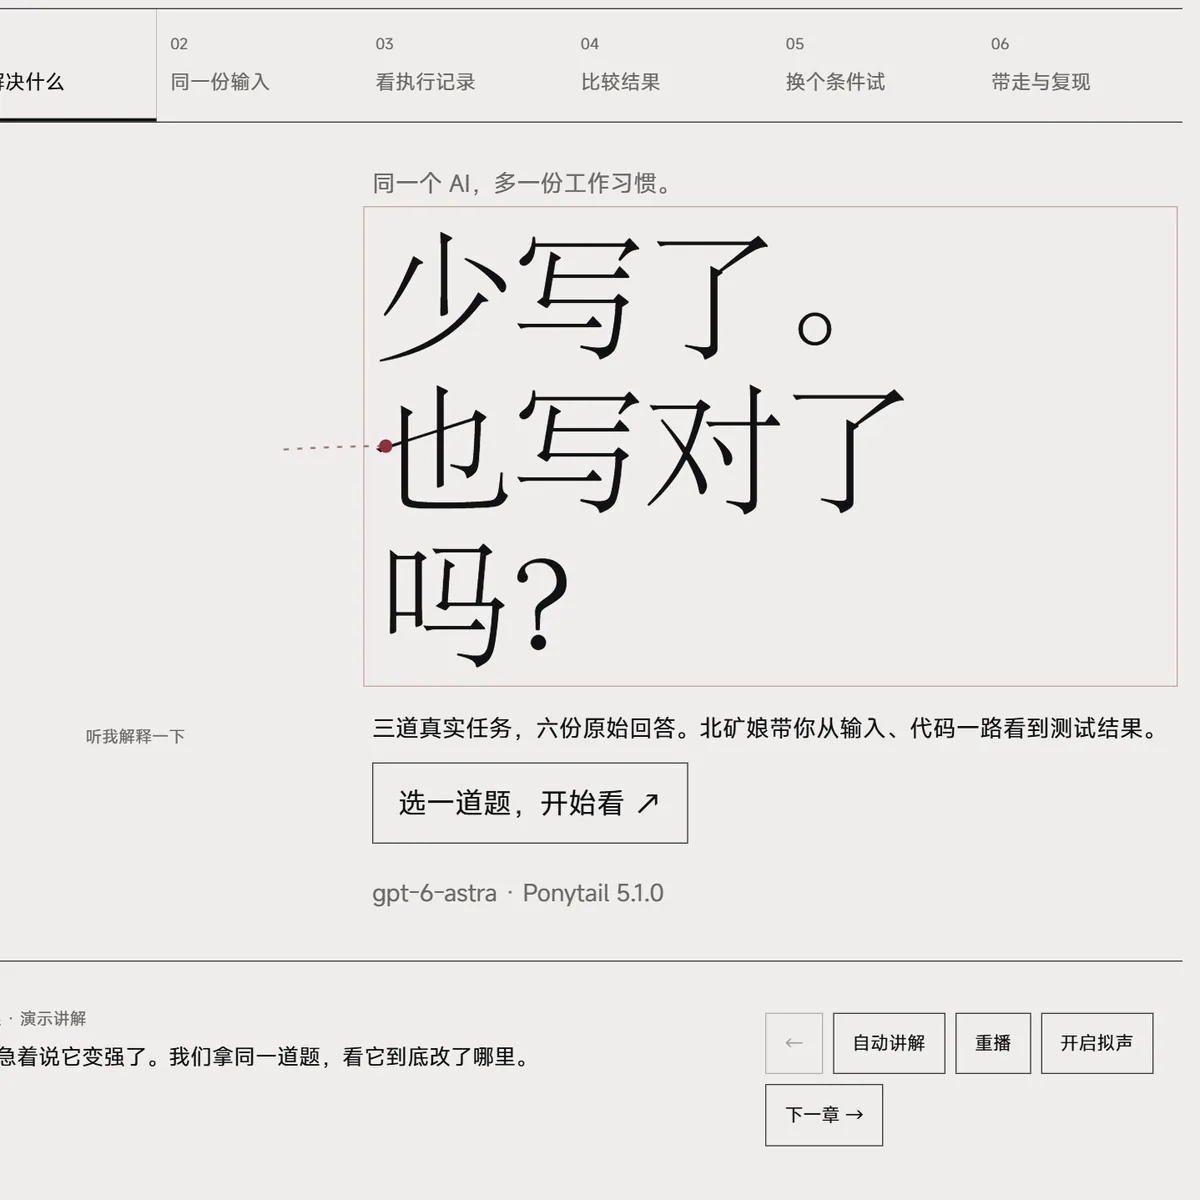 决什么
02
同一份输入
03
看执行记录
04
比较结果
05
换个条件试
06
带走与复现
同一个 AI，多一份工作习惯。
少写了。
也写对了
吗？
三道真实任务，六份原始回答。北矿娘带你从输入、代码一路看到测试结果。
听我解释一下
选一道题，开始看 ↗
gpt-6-astra · Ponytail 5.1.0
· 演示讲解
急着说它变强了。我们拿同一道题，看它到底改了哪里。
←
自动讲解
重播
开启拟声
下一章 →